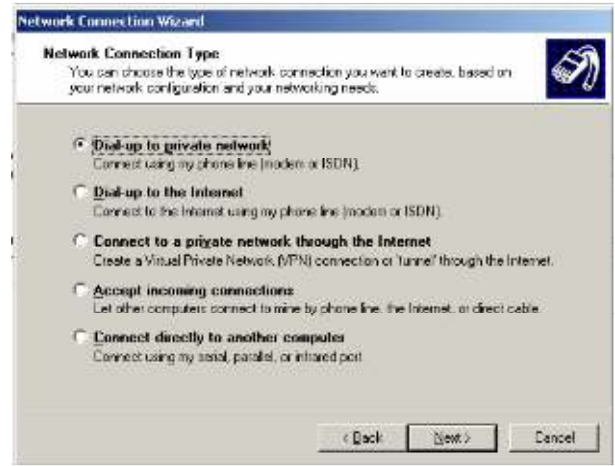 Network Connection Wizard
Network Connection Type
You can choose the type of network connection you want to create, based on
your network configuration and your networking needs.
Dial-up to private network
Connect using my phone line (modem or ISDN).
Dial-up to the Internet
Connect to the Internet using my phone line (modem or ISDN).
Connect to a private network through the Internet
Create a Virtual Private Network (VPN) connection or 'tunnel' through the Internet.
Accept incoming connections
Let other computers connect to mine by phone line, the Internet, or direct cable.
Connect directly to another computer
Connect using my serial, parallel, or infrared port.
< Back Next > Cancel